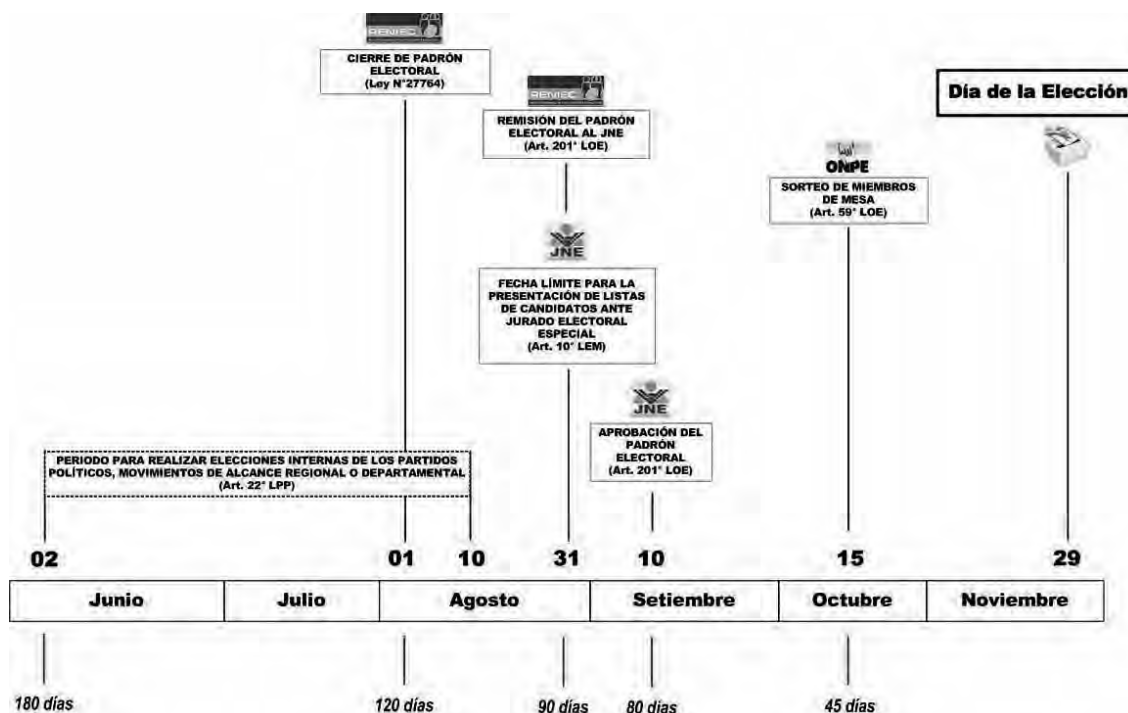 RENIEC
CIERRE DE PADRÓN
ELECTORAL
(Ley N°27764)
RENIEC
REMISIÓN DEL PADRÓN
ELECTORAL AL JNE
(Art. 201° LOE)
JNE
FECHA LÍMITE PARA LA
PRESENTACIÓN DE LISTAS
DE CANDIDATOS ANTE
JURADO ELECTORAL
ESPECIAL
(Art. 10° LEM)
JNE
APROBACIÓN DEL
PADRÓN
ELECTORAL
(Art. 201° LOE)
ONPE
SORTEO DE MIEMBROS
DE MESA
(Art. 59° LOE)
Día de la Elección
PERIODO PARA REALIZAR ELECCIONES INTERNAS DE LOS PARTIDOS
POLÍTICOS, MOVIMIENTOS DE ALCANCE REGIONAL O DEPARTAMENTAL
(Art. 22° LPP)
02 01 10 31 10 15 29
Junio Julio Agosto Setiembre Octubre Noviembre
180 días 120 días 90 días 80 días 45 días